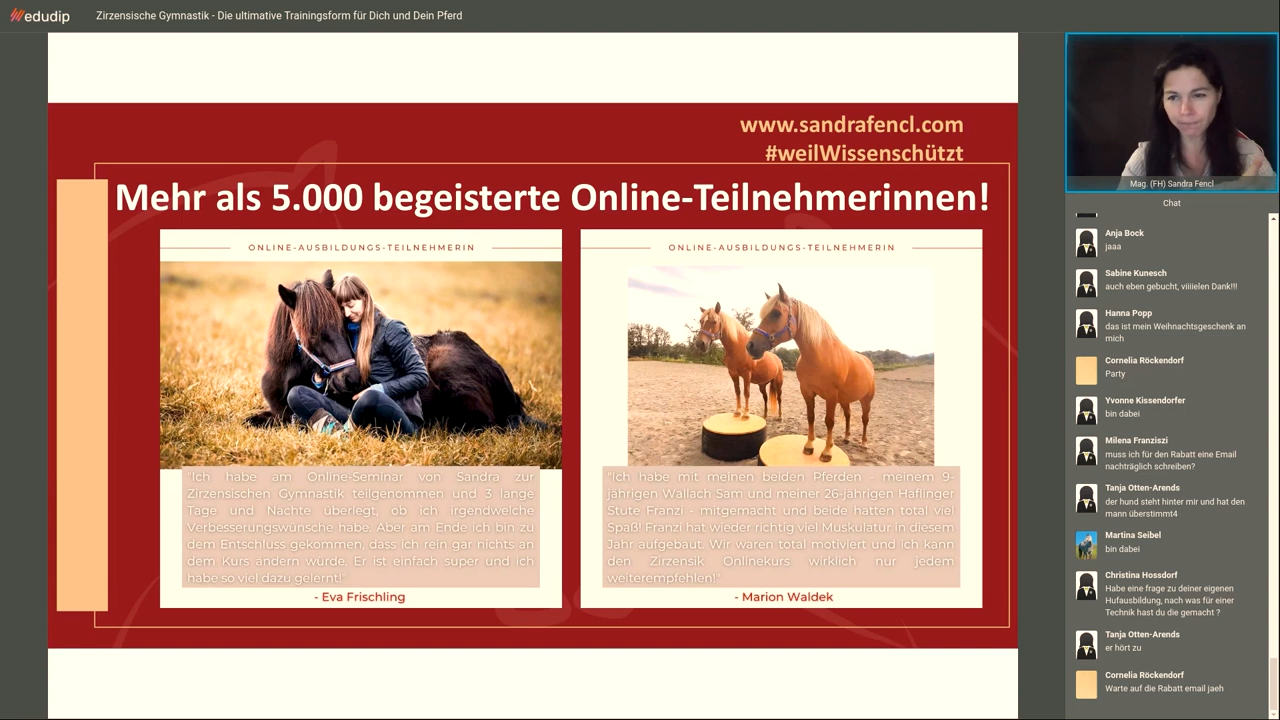 edudip
Zirzensische Gymnastik - Die ultimative Trainingsform für Dich und Dein Pferd
www.sandrafencl.com
#weilWissenschützt
Mehr als 5.000 begeisterte Online-Teilnehmerinnen!
ONLINE-AUSBILDUNGS-TEILNEHMERIN
"Ich habe am Online-Seminar von Sandra zur
Zirzensischen Gymnastik teilgenommen und 3 lange
Tage und Nächte überlegt, ob ich irgendwelche
Verbesserungswünsche habe. Aber am Ende ich bin zu
dem Entschluss gekommen, dass ich rein gar nichts an
dem Kurs ändern würde. Er ist einfach super und ich
habe so viel dazu gelernt!"
- Eva Frischling
ONLINE-AUSBILDUNGS-TEILNEHMERIN
"Ich habe mit meinen beiden Pferden - meinem 9-
jährigen Wallach Sam und meiner 26-jährigen Haflinger
Stute Franzi - mitgemacht und beide hatten total viel
Spaß! Franzi hat wieder richtig viel Muskulatur in diesem
Jahr aufgebaut. Wir waren total motiviert und ich kann
den Zirzensik Onlinekurs wirklich nur jedem
weiterempfehlen!"
- Marion Waldek
Mag. (FH) Sandra Fencl
Chat
Anja Bock
jaaa
Sabine Kunesch
auch eben gebucht, viiielen Dank!!!
Hanna Popp
das ist mein Weihnachtsgeschenk an
mich
Cornelia Röckendorf
Party
Yvonne Kissendorfer
bin dabei
Milena Franziszi
muss ich für den Rabatt eine Email
nachträglich schreiben?
Tanja Otten-Arends
der hund steht hinter mir und hat den
mann überstimmt4
Martina Seibel
bin dabei
Christina Hossdorf
Habe eine frage zu deiner eigenen
Hufausbildung, nach was für einer
Technik hast du die gemacht ?
Tanja Otten-Arends
er hört zu
Cornelia Röckendorf
Warte auf die Rabatt email jaeh